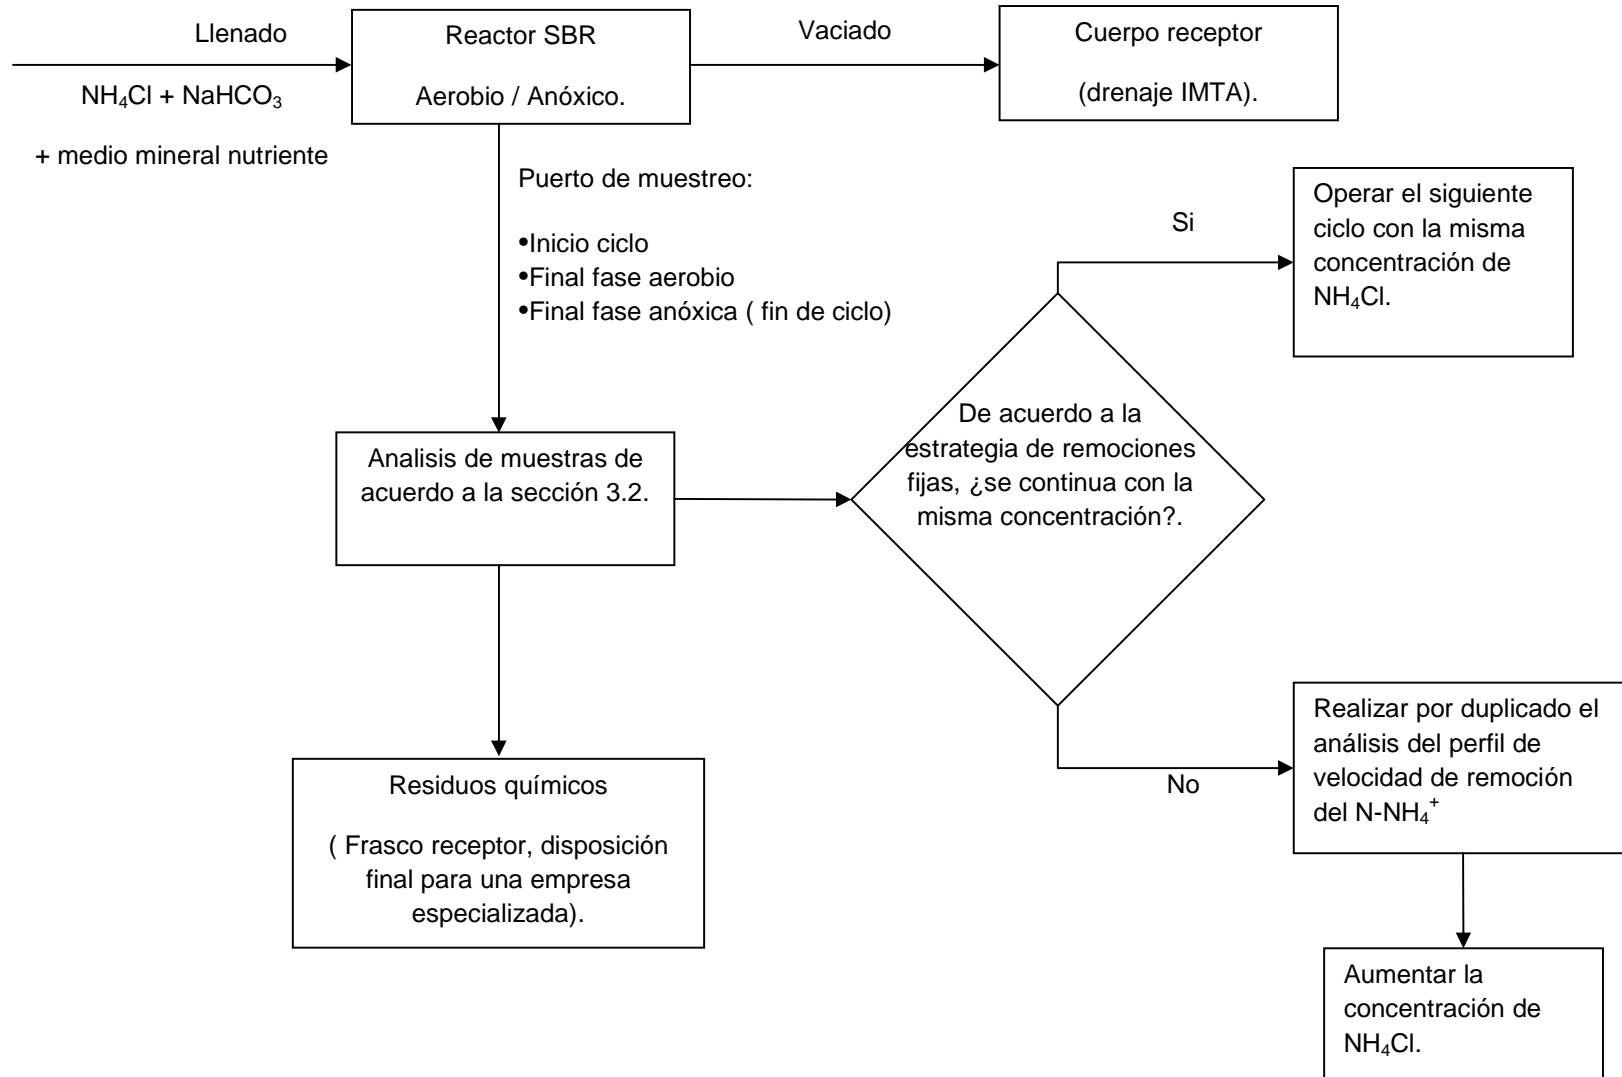 Llenado
NH₄Cl + NaHCO₃
+ medio mineral nutriente
Reactor SBR
Aerobio / Anóxico.
Vaciado
Cuerpo receptor
(drenaje IMTA).
Puerto de muestreo:
•Inicio ciclo
•Final fase aerobio
•Final fase anóxica ( fin de ciclo)
Si
Operar el siguiente
ciclo con la misma
concentración de
NH₄Cl.
Analisis de muestras de
acuerdo a la sección 3.2.
De acuerdo a la
estrategia de remociones
fijas, ¿se continua con la
misma concentración?.
Residuos químicos
( Frasco receptor, disposición
final para una empresa
especializada).
No
Realizar por duplicado el
análisis del perfil de
velocidad de remoción
del N-NH₄⁺
Aumentar la
concentración de
NH₄Cl.